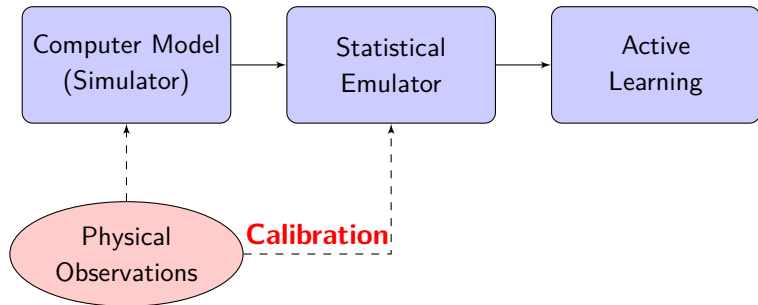 Computer Model
(Simulator)
Statistical
Emulator
Active
Learning
Calibration
Physical
Observations